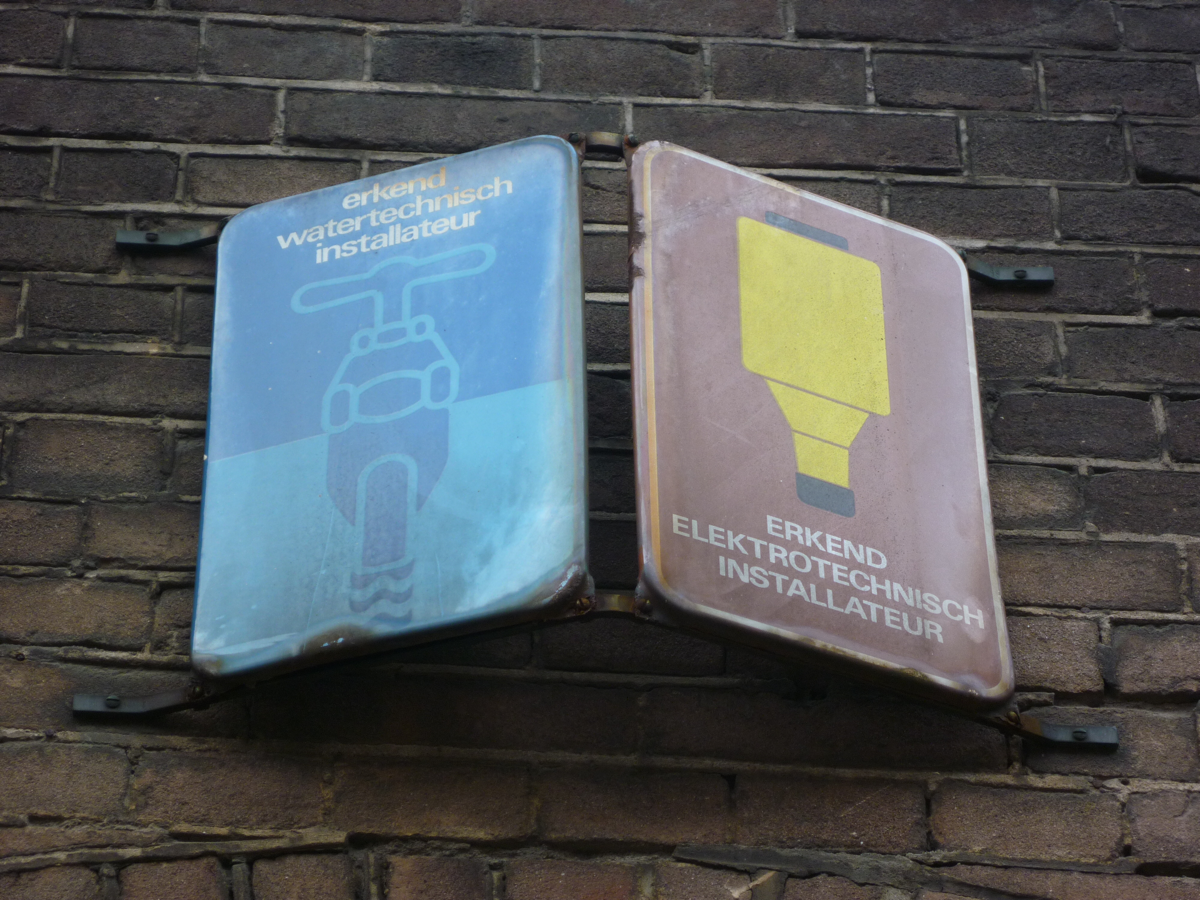 erkend
watertechnisch
installateur
ERKEND
ELEKTROTECHNISCH
INSTALLATEUR